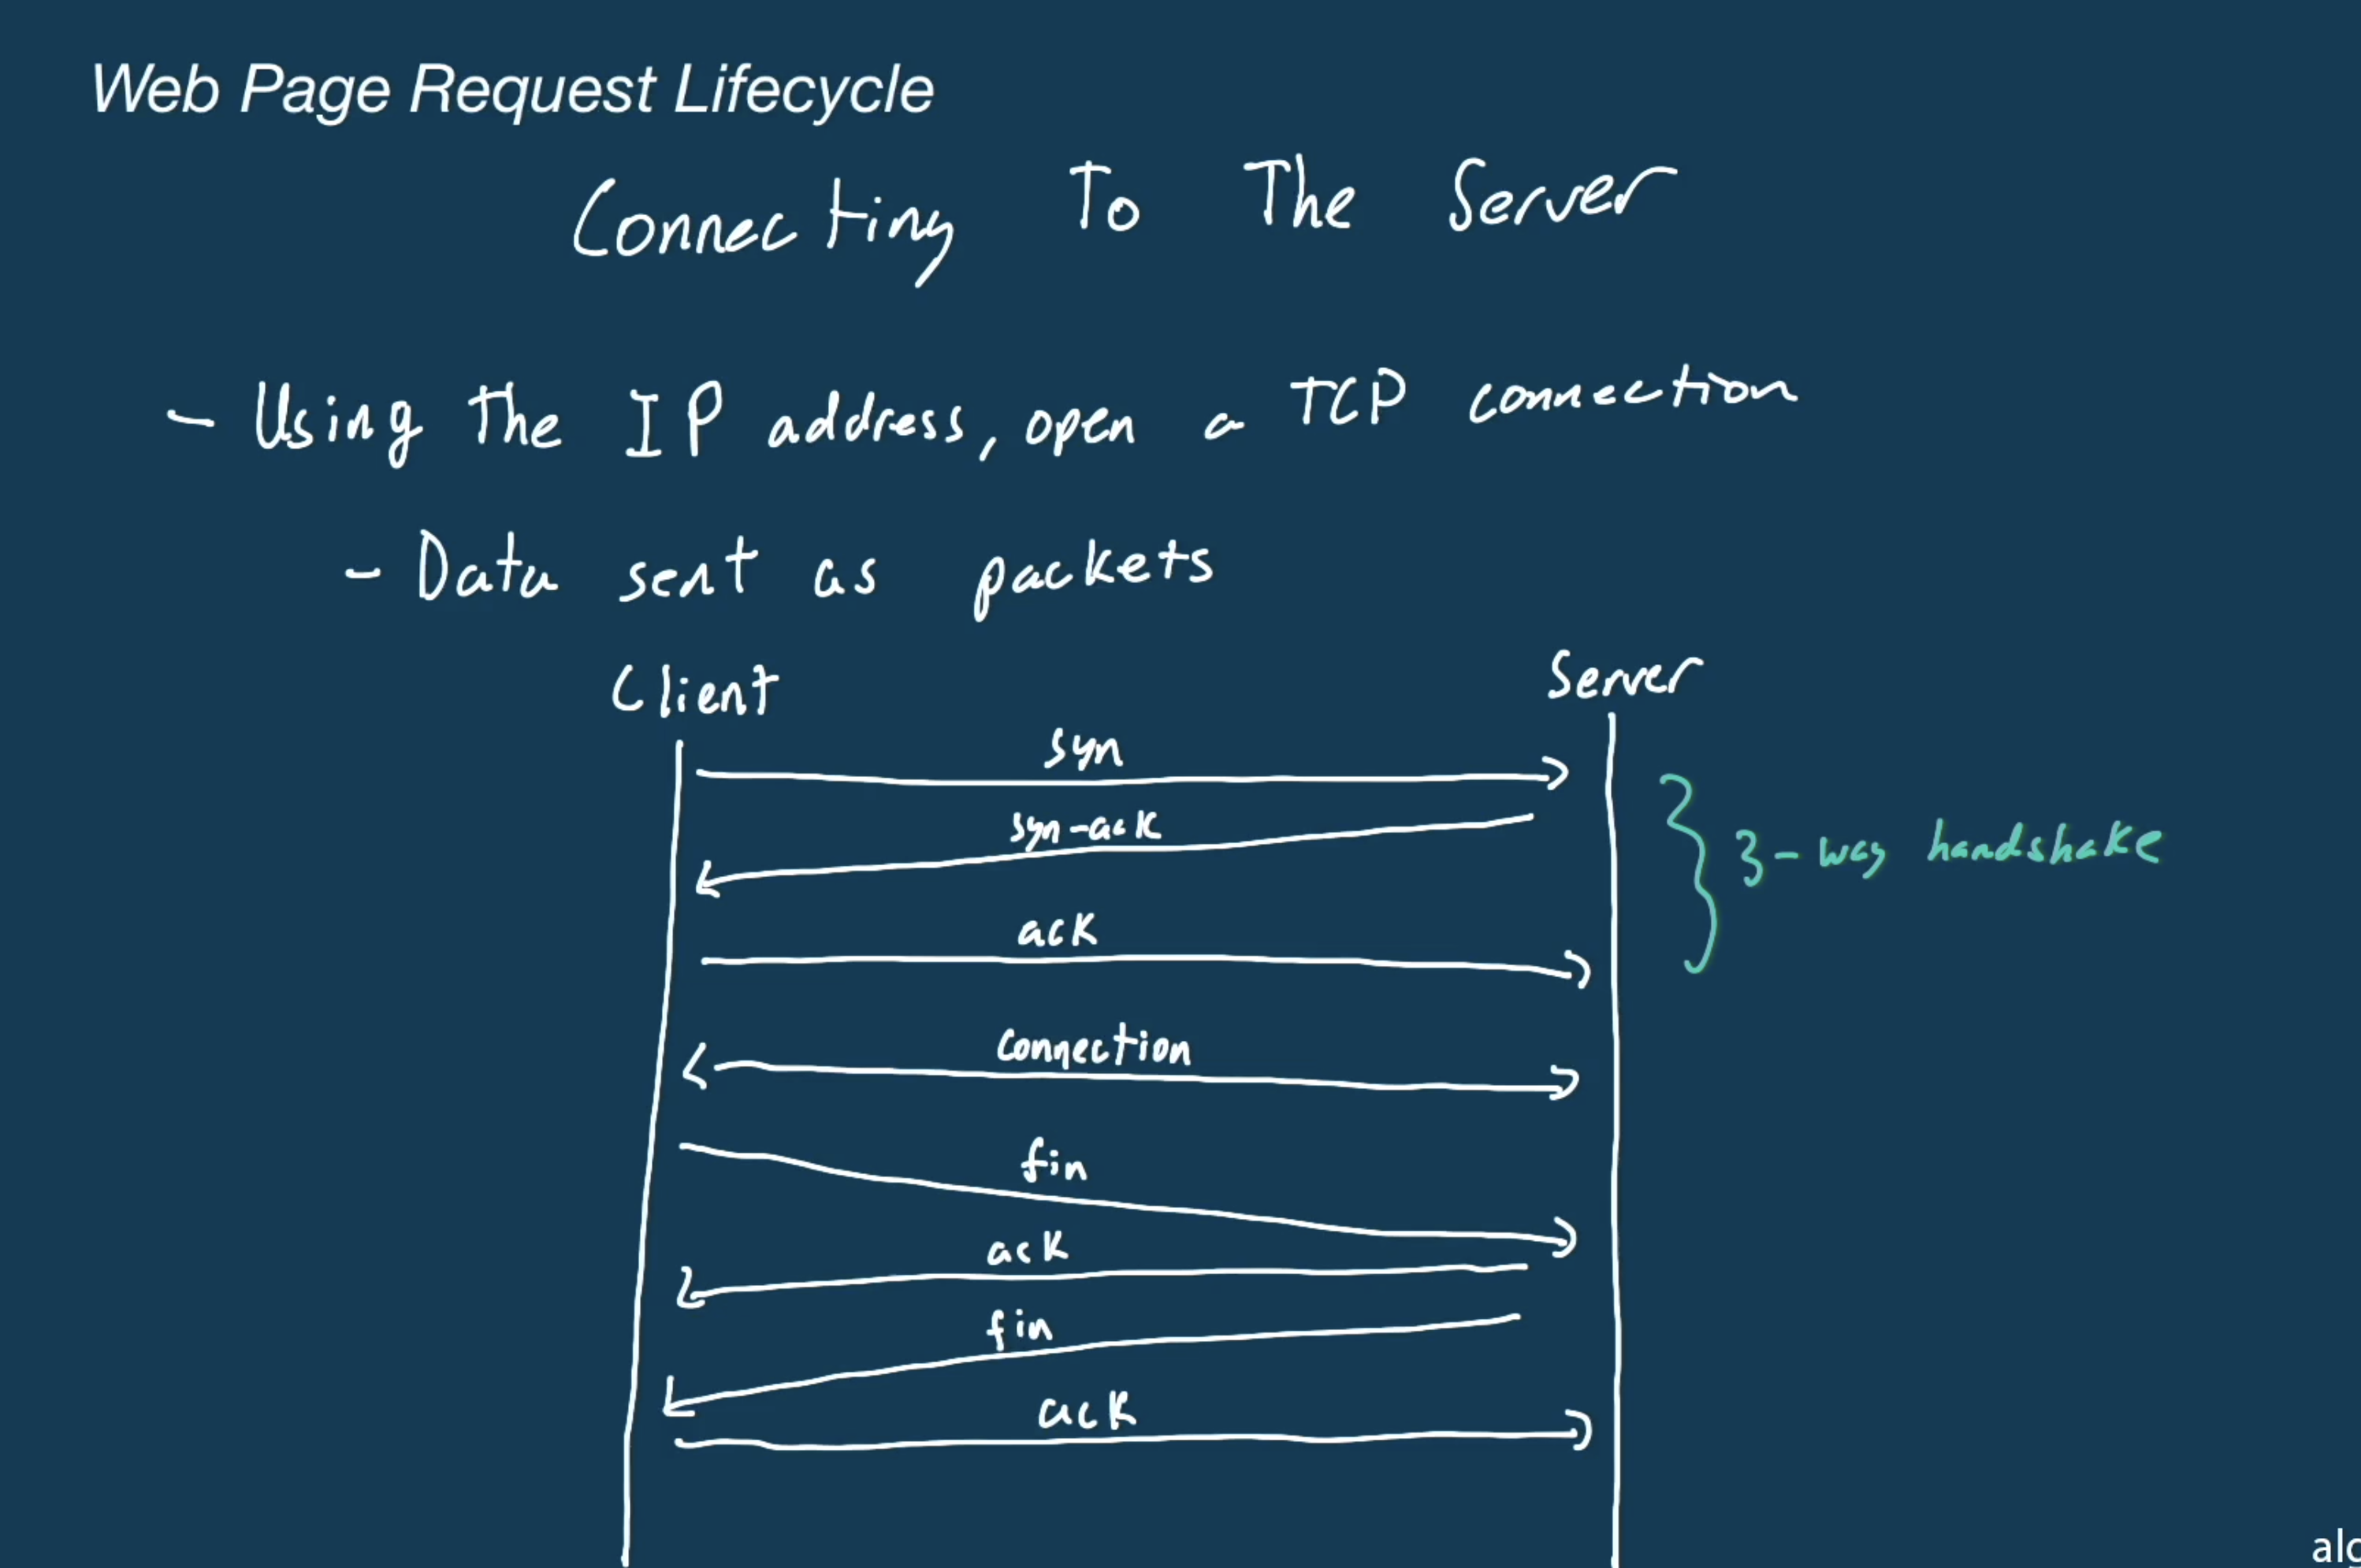 Web Page Request Lifecycle
Connecting To The Server
- Using the IP address, open a TCP connection
- Data sent as packets
Client Server
syn
syn-ack
3-way handshake
ack
connection
fin
ack
fin
ack